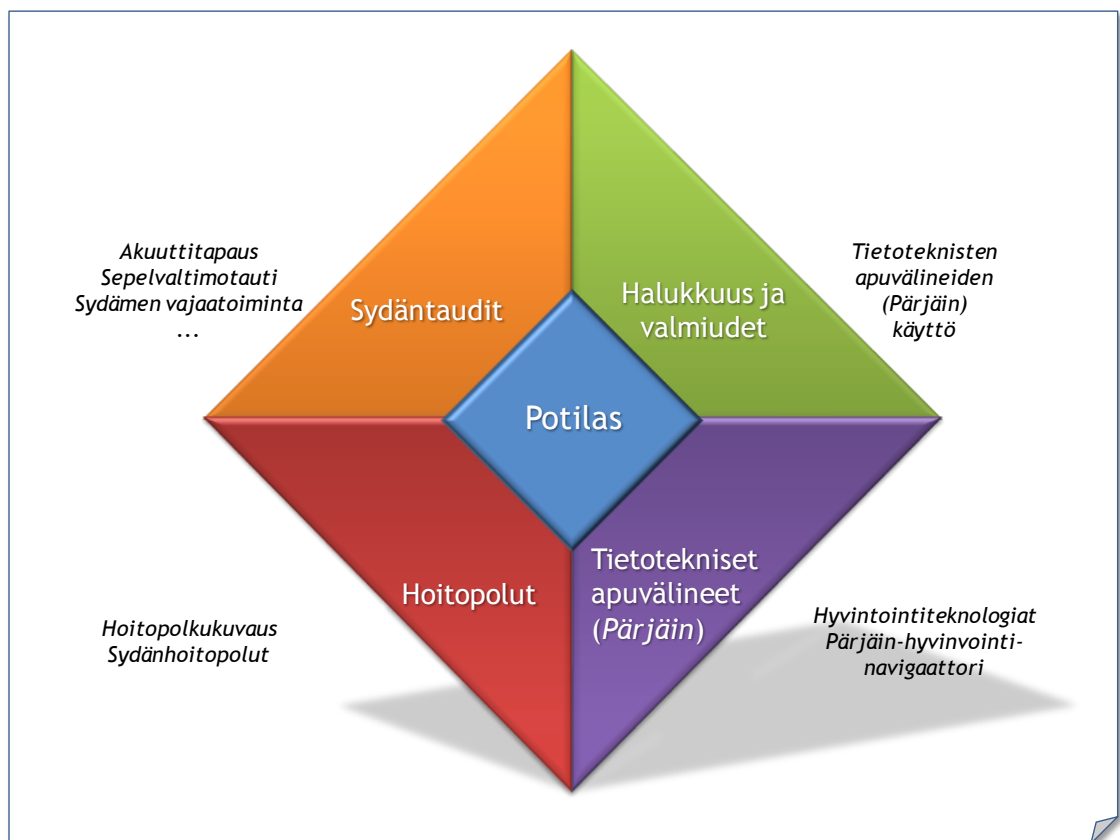 Akuuttitapaus
Sepelvaltimotauti
Sydämen vajaatoiminta
...
Sydäntaudit
Halukkuus ja
valmiudet
Tietoteknisten
apuvälineiden
(Pärjäin)
käyttö
Potilas
Hoitopolut
Tietotekniset
apuvälineet
(Pärjäin)
Hoitopolkukuvaus
Sydänhoitopolut
Hyvintointiteknologiat
Pärjäin-hyvinvointi-
navigaattori